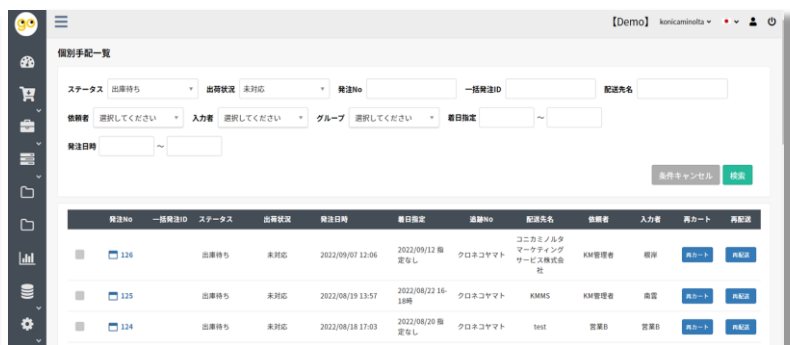 go
【Demo】 konicaminolta
個別手配一覧
ステータス 出庫待ち 出荷状況 未対応 発注No 一括発注ID 配送先名
依頼者 選択してください 入力者 選択してください グループ 選択してください 着日指定 ～
発注日時 ～
条件キャンセル 検索
発注No 一括発注ID ステータス 出荷状況 発注日時 着日指定 追跡No 配送先名 依頼者 入力者 再カート 再配送
126 出庫待ち 未対応 2022/09/07 12:06 2022/09/12 指
定なし クロネコヤマト コニカミノルタ
マーケティング
サービス株式会
社 KM管理者 根岸 再カート 再配送
125 出庫待ち 未対応 2022/08/19 13:57 2022/08/22 16-
18時 クロネコヤマト KMMS KM管理者 南雲 再カート 再配送
124 出庫待ち 未対応 2022/08/18 17:03 2022/08/20 指
定なし クロネコヤマト test 営業B 営業B 再カート 再配送